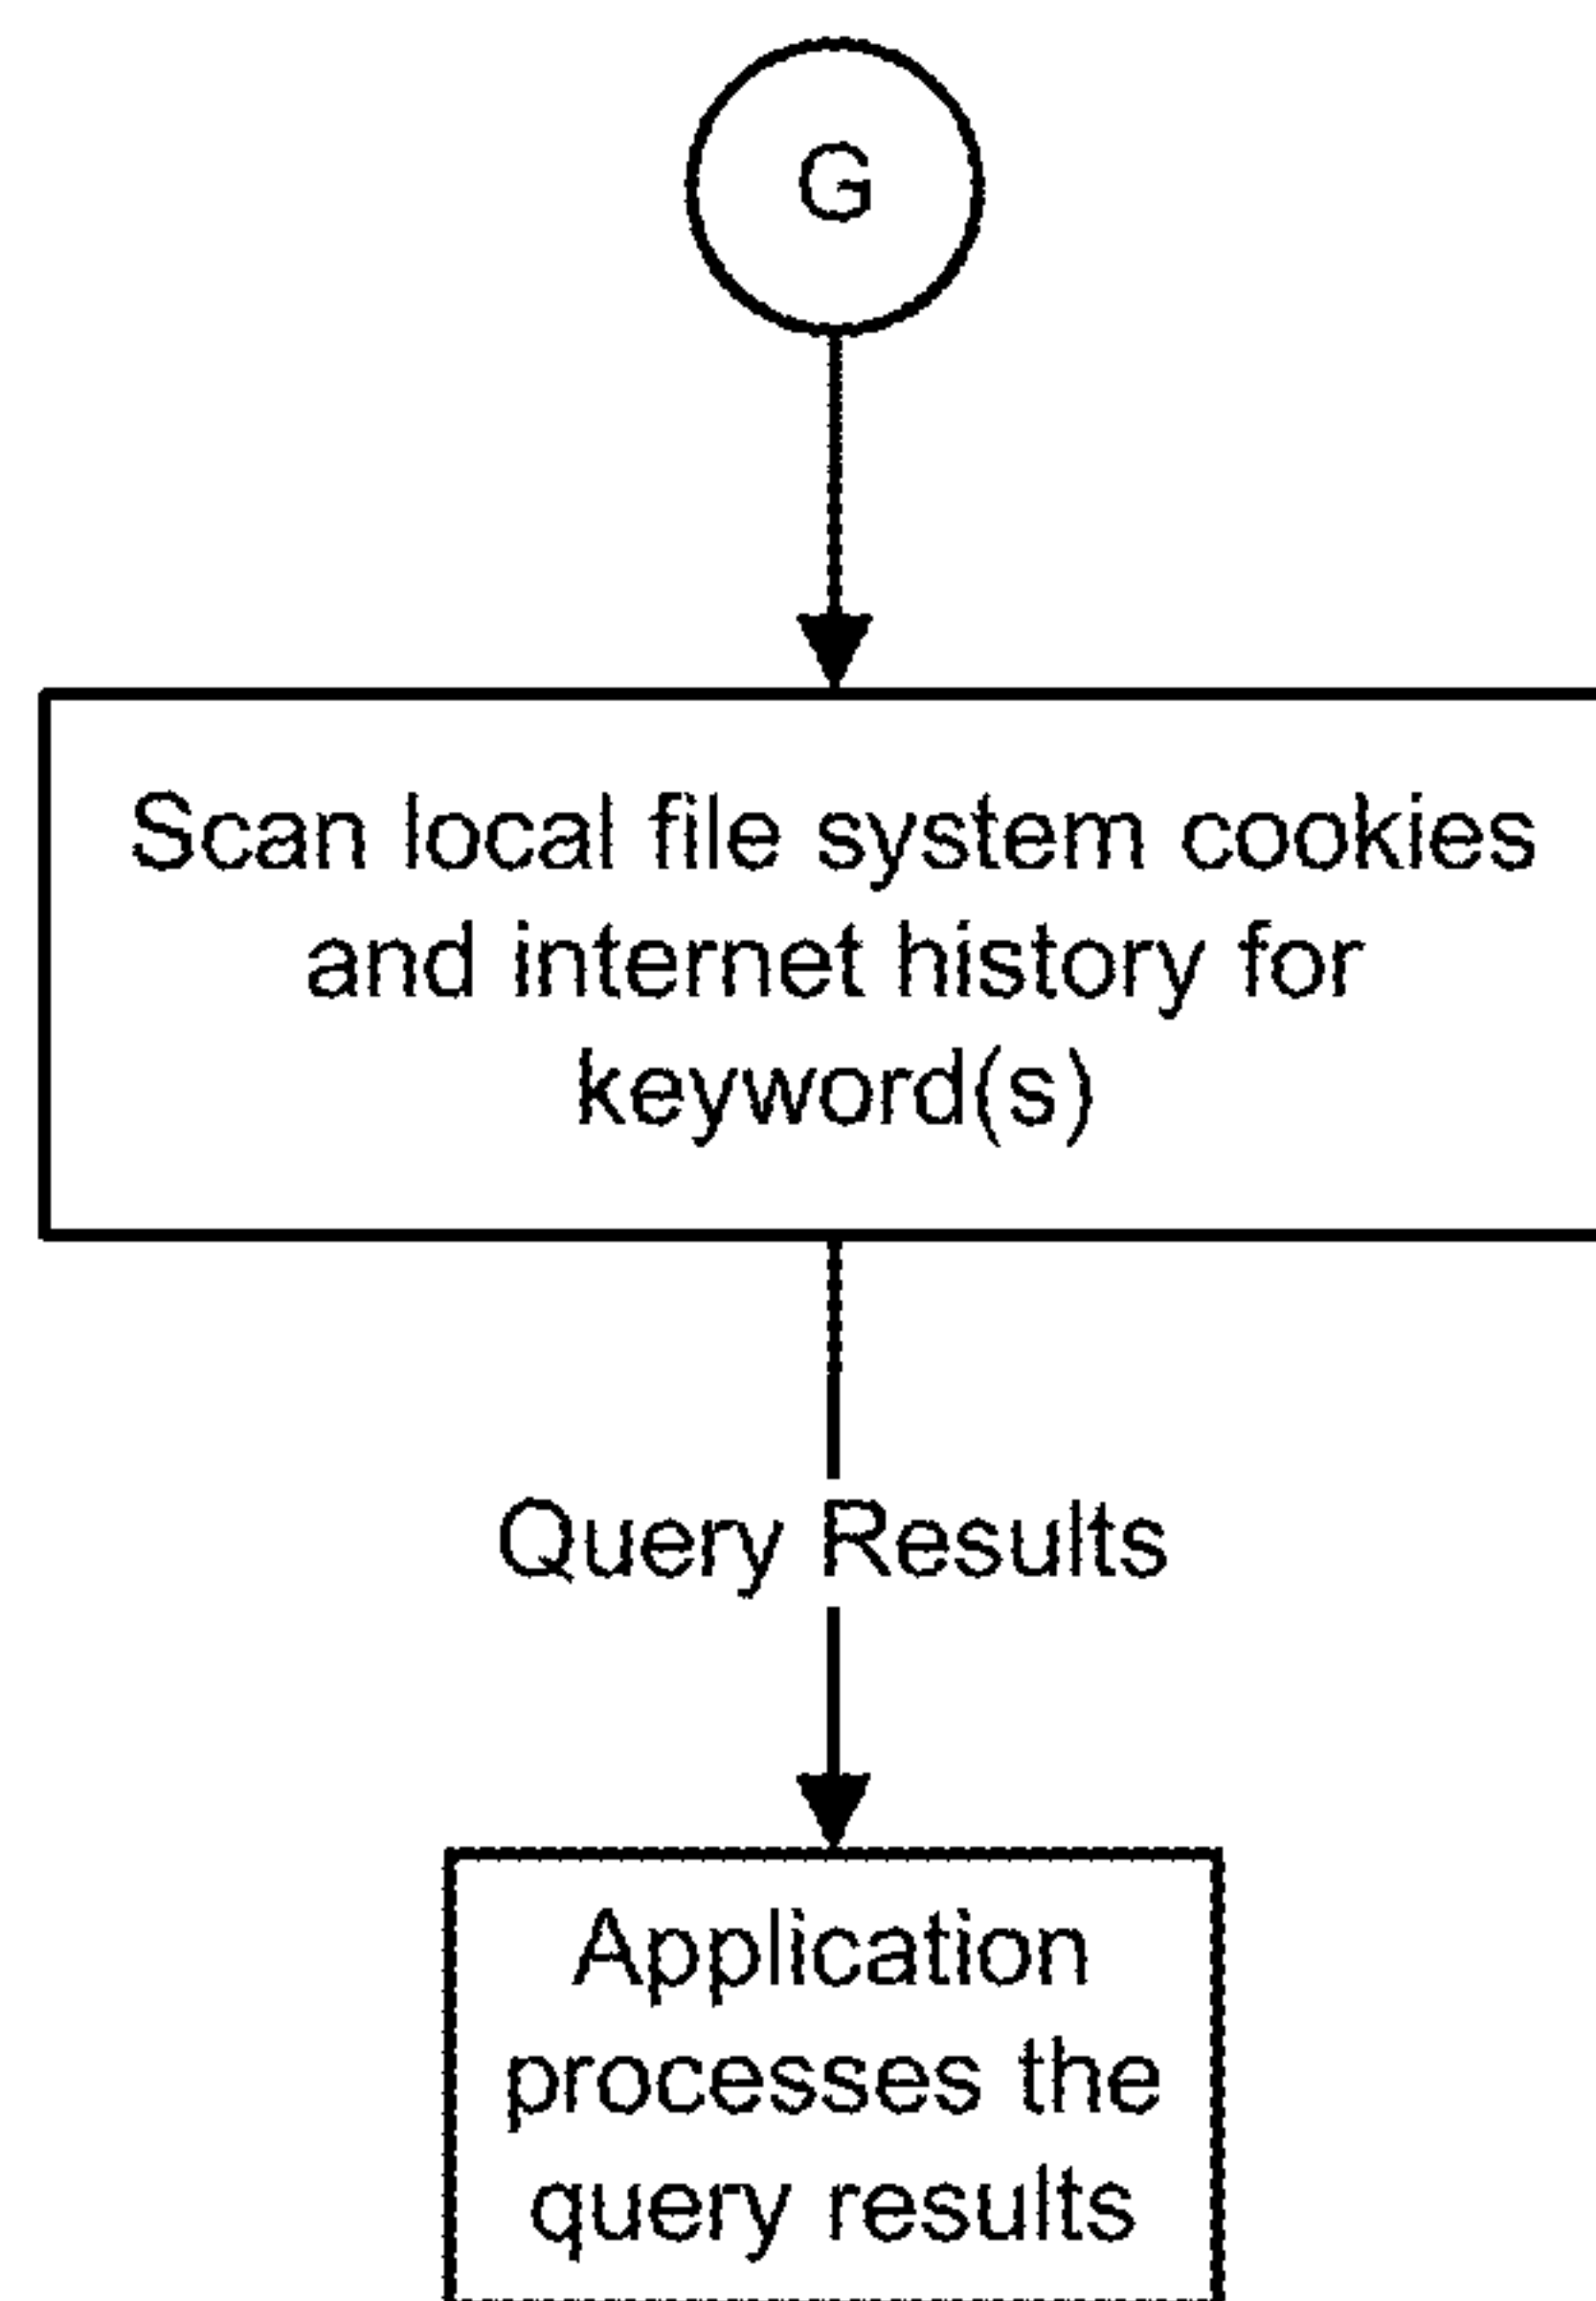 G
Scan local file system cookies
and internet history for
keyword(s)
Query Results
Application
processes the
query results